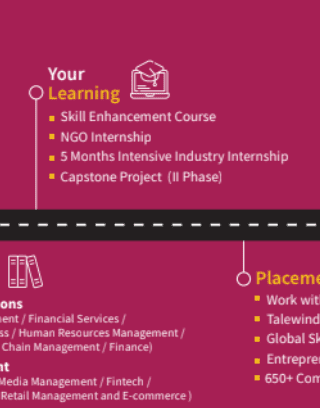 Your
Learning
Skill Enhancement Course
NGO Internship
5 Months Intensive Industry Internship
Capstone Project (II Phase)
ons
ent / Financial Services /
ss / Human Resources Management /
Chain Management / Finance)
nt
Media Management / Fintech /
Retail Management and E-commerce )
Placeme
Work wit
Talewind
Global Sk
Entrepren
650+ Com